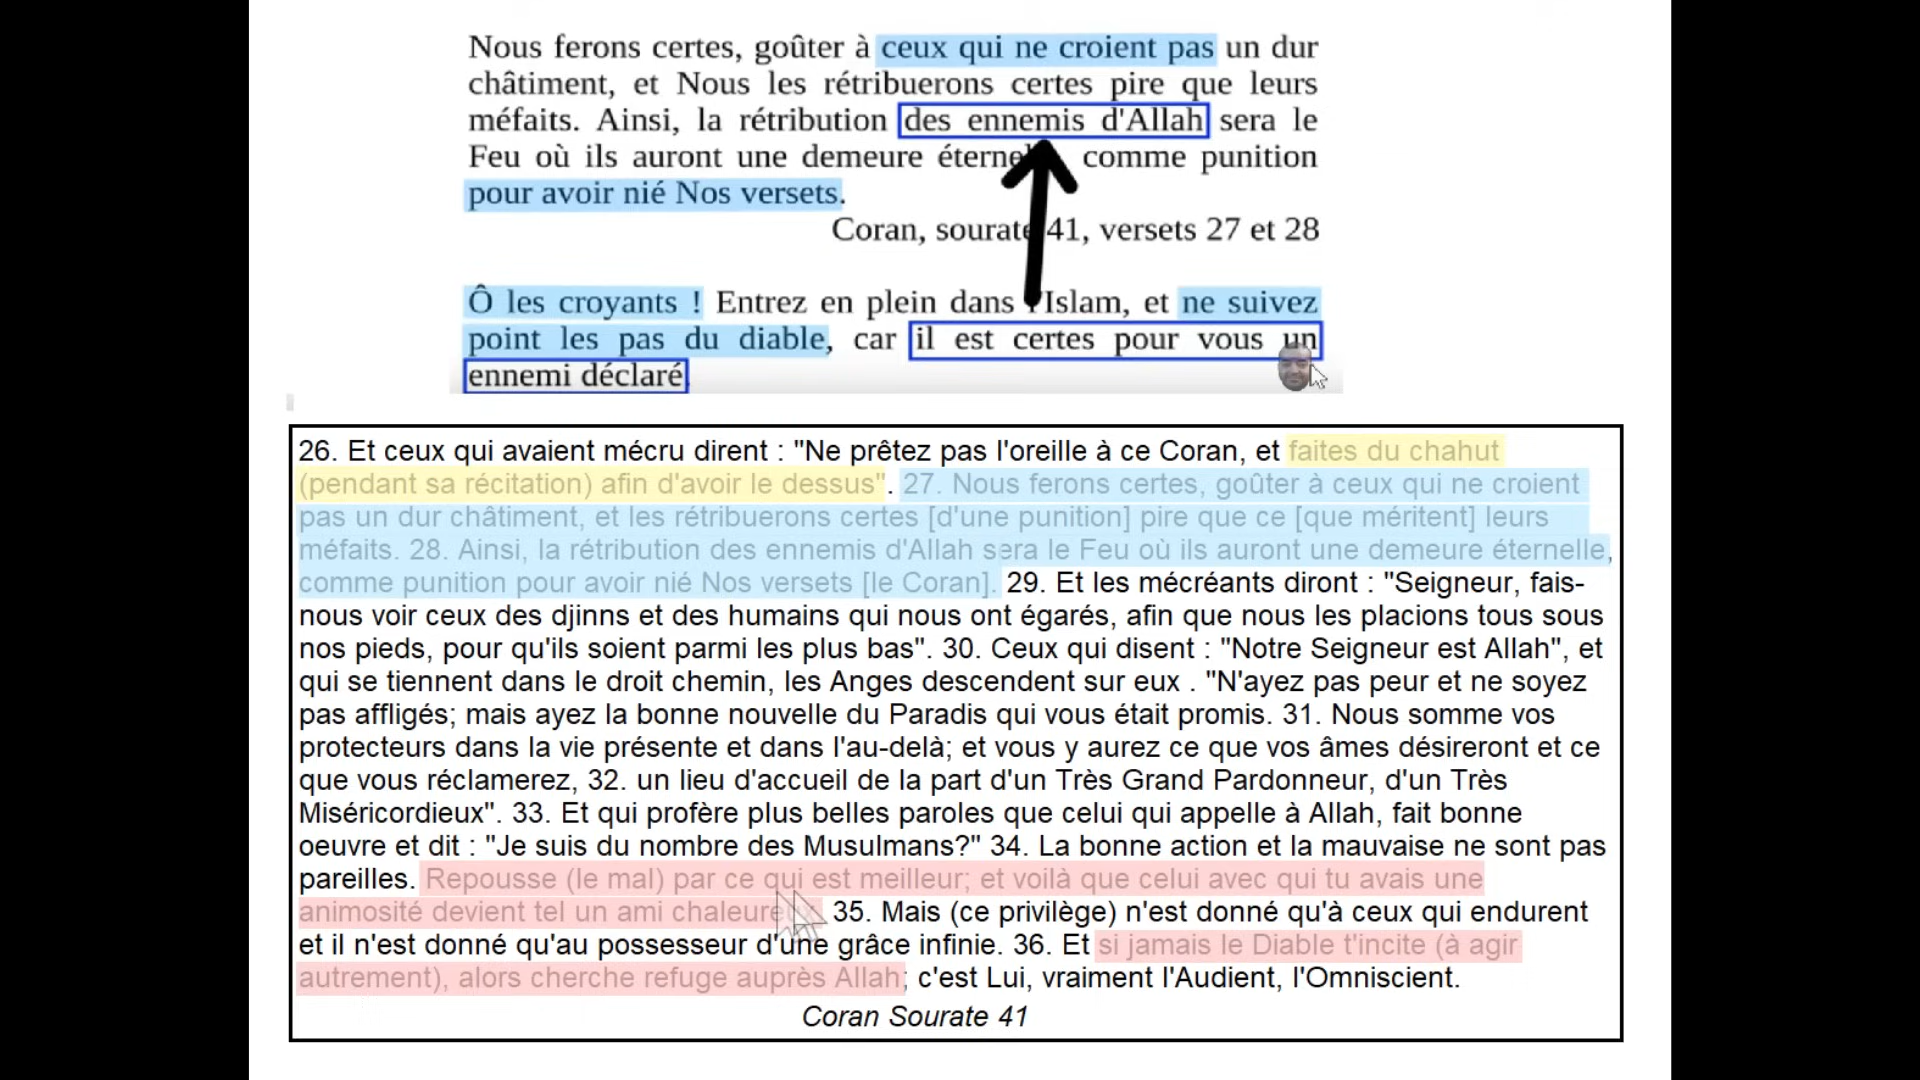 Nous ferons certes, goûter à ceux qui ne croient pas un dur
châtiment, et Nous les rétribuerons certes pire que leurs
méfaits. Ainsi, la rétribution des ennemis d'Allah sera le
Feu où ils auront une demeure comme punition
pour avoir nié Nos versets.
Coran, sourate 41, versets 27 et 28
Ô les croyants ! Entrez en plein dans l'Islam, et ne suivez
point les pas du diable, car il est certes pour vous un
ennemi déclaré.
26. Et ceux qui avaient mécru dirent : "Ne prêtez pas l'oreille à ce Coran, et faites du chahut
(pendant sa récitation) afin d'avoir le dessus". 27. Nous ferons certes, goûter à ceux qui ne croient
pas un dur châtiment, et les rétribuerons certes [d'une punition] pire que ce [que méritent] leurs
méfaits. 28. Ainsi, la rétribution des ennemis d'Allah sera le Feu où ils auront une demeure éternelle,
comme punition pour avoir nié Nos versets [le Coran]. 29. Et les mécréants diront : "Seigneur, fais-
nous voir ceux des djinns et des humains qui nous ont égarés, afin que nous les placions tous sous
nos pieds, pour qu'ils soient parmi les plus bas". 30. Ceux qui disent : "Notre Seigneur est Allah", et
qui se tiennent dans le droit chemin, les Anges descendent sur eux . "N'ayez pas peur et ne soyez
pas affligés; mais ayez la bonne nouvelle du Paradis qui vous était promis. 31. Nous somme vos
protecteurs dans la vie présente et dans l'au-delà; et vous y aurez ce que vos âmes désireront et ce
que vous réclamerez, 32. un lieu d'accueil de la part d'un Très Grand Pardonneur, d'un Très
Miséricordieux". 33. Et qui profère plus belles paroles que celui qui appelle à Allah, fait bonne
oeuvre et dit : "Je suis du nombre des Musulmans?" 34. La bonne action et la mauvaise ne sont pas
pareilles. Repousse (le mal) par ce qui est meilleur; et voilà que celui avec qui tu avais une
animosité devient tel un ami chaleureux. 35. Mais (ce privilège) n'est donné qu'à ceux qui endurent
et il n'est donné qu'au possesseur d'une grâce infinie. 36. Et si jamais le Diable t'incite (à agir
autrement), alors cherche refuge auprès Allah; c'est Lui, vraiment l'Audient, l'Omniscient.
Coran Sourate 41